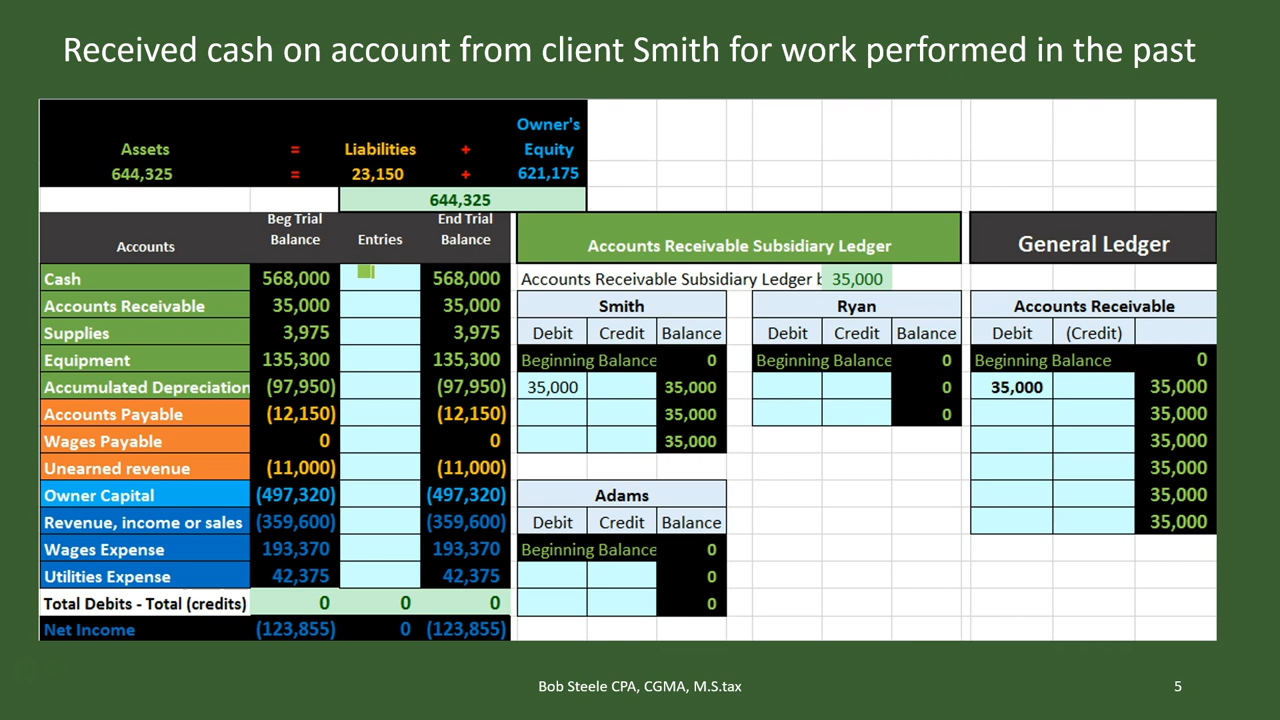 Received cash on account from client Smith for work performed in the past
Owner's
Assets = Liabilities + Equity
644,325 = 23,150 + 621,175
644,325
Accounts Beg Trial Balance Entries End Trial Balance
Cash 568,000 568,000
Accounts Receivable 35,000 35,000
Supplies 3,975 3,975
Equipment 135,300 135,300
Accumulated Depreciation (97,950) (97,950)
Accounts Payable (12,150) (12,150)
Wages Payable 0 0
Unearned revenue (11,000) (11,000)
Owner Capital (497,320) (497,320)
Revenue, income or sales (359,600) (359,600)
Wages Expense 193,370 193,370
Utilities Expense 42,375 42,375
Total Debits - Total (credits) 0 0 0
Net Income (123,855) 0 (123,855)
Accounts Receivable Subsidiary Ledger
Accounts Receivable Subsidiary Ledger b 35,000
Smith
Debit Credit Balance
Beginning Balance 0
35,000 35,000
35,000
35,000
Ryan
Debit Credit Balance
Beginning Balance 0
0
0
Adams
Debit Credit Balance
Beginning Balance 0
0
0
General Ledger
Accounts Receivable
Debit (Credit)
Beginning Balance 0
35,000 35,000
35,000
35,000
35,000
35,000
35,000
Bob Steele CPA, CGMA, M.S.tax
5